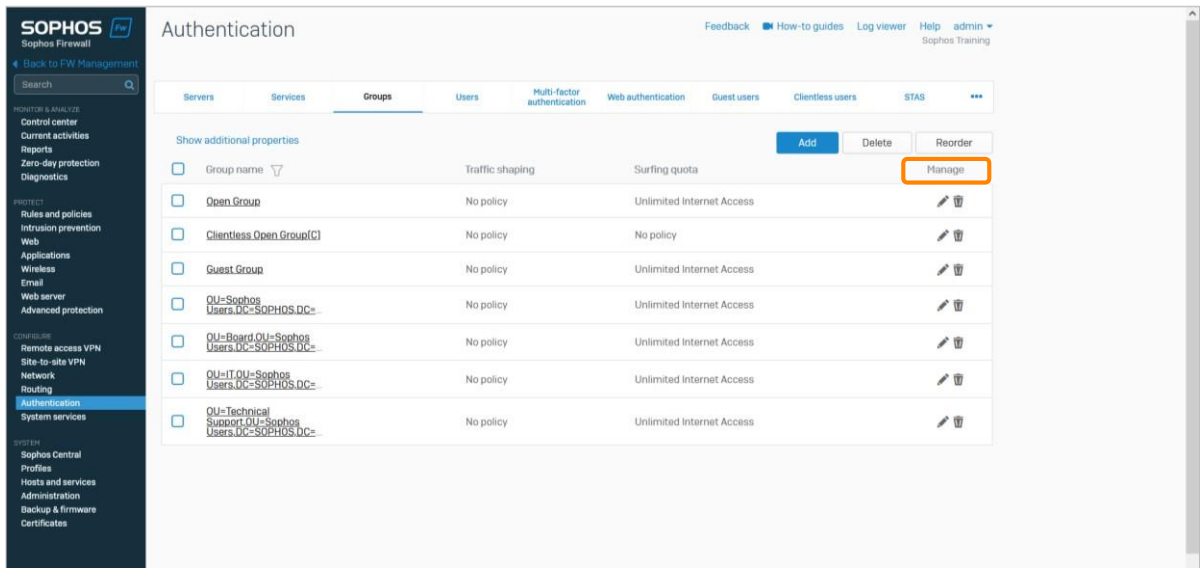 SOPHOS Fw
Sophos Firewall
Back to FW Management
Search
MONITOR & ANALYZE
Control center
Current activities
Reports
Zero-day protection
Diagnostics
PROTECT
Rules and policies
Intrusion prevention
Web
Applications
Wireless
Email
Web server
Advanced protection
CONFIGURE
Remote access VPN
Site-to-site VPN
Network
Routing
Authentication
System services
SYSTEM
Sophos Central
Profiles
Hosts and services
Administration
Backup & firmware
Certificates
Authentication
Feedback How-to guides Log viewer Help admin
Sophos Training
Servers Services Groups Users Multi-factor authentication Web authentication Guest users Clientless users STAS •••
Show additional properties Add Delete Reorder
Group name Traffic shaping Surfing quota Manage
Open Group No policy Unlimited Internet Access
Clientless Open Group(C) No policy No policy
Guest Group No policy Unlimited Internet Access
OU=Sophos
Users,DC=SOPHOS,DC=... No policy Unlimited Internet Access
OU=Board,OU=Sophos
Users,DC=SOPHOS,DC=... No policy Unlimited Internet Access
OU=IT,OU=Sophos
Users,DC=SOPHOS,DC=... No policy Unlimited Internet Access
OU=Technical
Support,OU=Sophos
Users,DC=SOPHOS,DC=... No policy Unlimited Internet Access